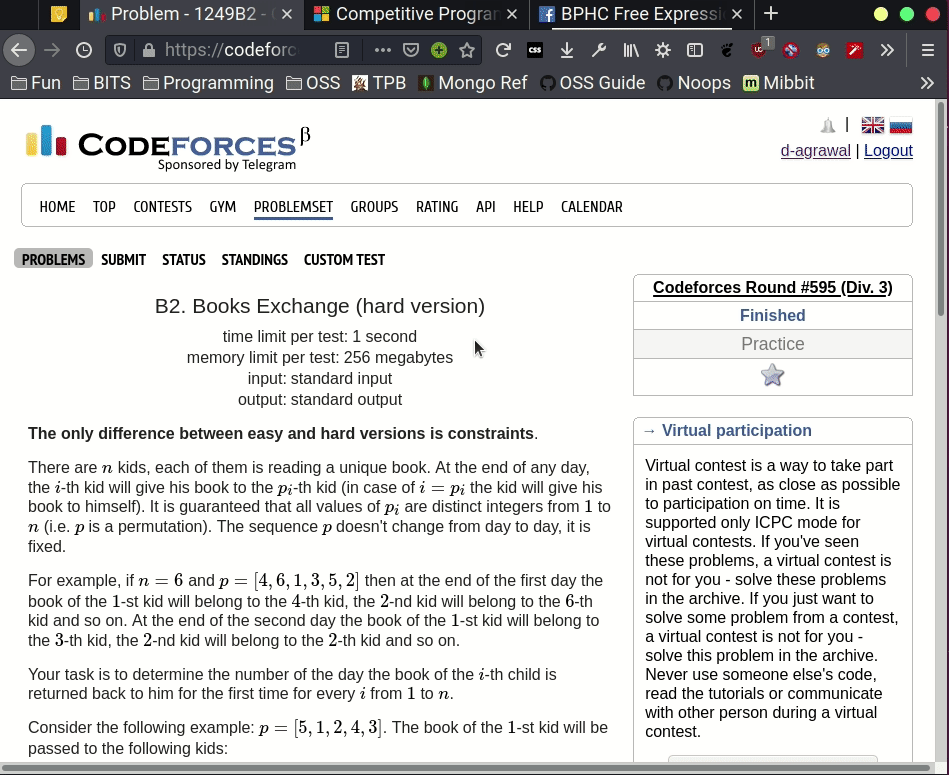 Problem - 1249B2 -
Competitive Progra
BPHC Free Expressi
https://codeforc
CSS
1
Fun BITS Programming OSS TPB Mongo Ref OSS Guide Noops Mibbit
CODEFORCES β
Sponsored by Telegram
d-agrawal | Logout
HOME TOP CONTESTS GYM PROBLEMSET GROUPS RATING API HELP CALENDAR
PROBLEMS SUBMIT STATUS STANDINGS CUSTOM TEST
B2. Books Exchange (hard version)
time limit per test: 1 second
memory limit per test: 256 megabytes
input: standard input
output: standard output
The only difference between easy and hard versions is constraints.
There are n kids, each of them is reading a unique book. At the end of any day,
the i-th kid will give his book to the pᵢ-th kid (in case of i = pᵢ the kid will give his
book to himself). It is guaranteed that all values of pᵢ are distinct integers from 1 to
n (i.e. p is a permutation). The sequence p doesn't change from day to day, it is
fixed.
For example, if n = 6 and p = [4, 6, 1, 3, 5, 2] then at the end of the first day the
book of the 1-st kid will belong to the 4-th kid, the 2-nd kid will belong to the 6-th
kid and so on. At the end of the second day the book of the 1-st kid will belong to
the 3-th kid, the 2-nd kid will belong to the 2-th kid and so on.
Your task is to determine the number of the day the book of the i-th child is
returned back to him for the first time for every i from 1 to n.
Consider the following example: p = [5, 1, 2, 4, 3]. The book of the 1-st kid will be
passed to the following kids:
Codeforces Round #595 (Div. 3)
Finished
Practice
→ Virtual participation
Virtual contest is a way to take part
in past contest, as close as possible
to participation on time. It is
supported only ICPC mode for
virtual contests. If you've seen
these problems, a virtual contest is
not for you - solve these problems
in the archive. If you just want to
solve some problem from a contest,
a virtual contest is not for you -
solve this problem in the archive.
Never use someone else's code,
read the tutorials or communicate
with other person during a virtual
contest.